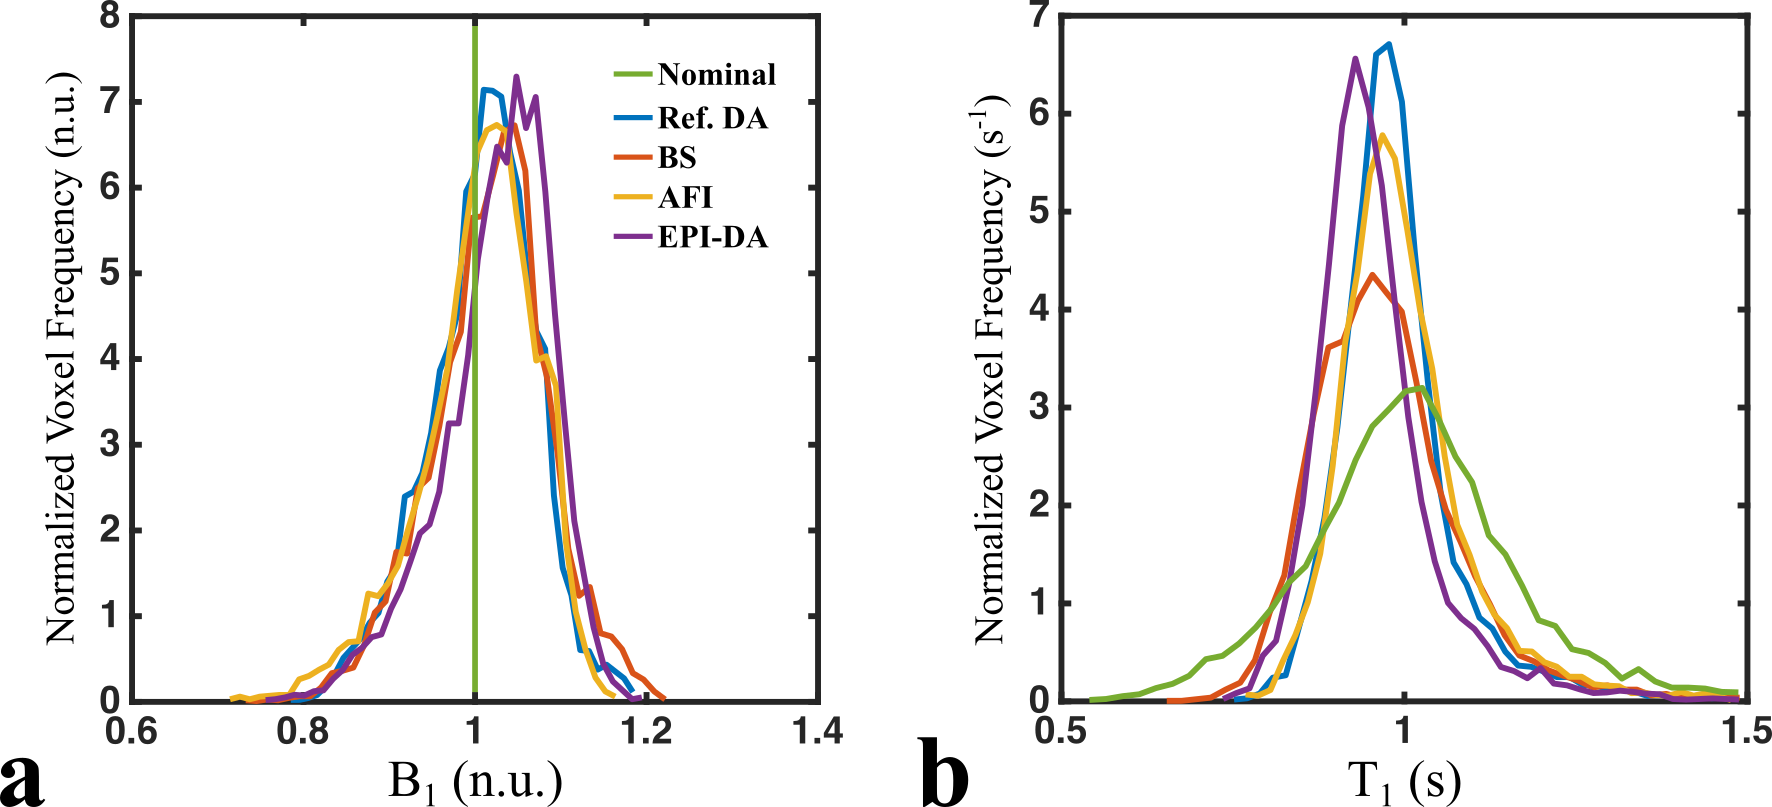 Normalized Voxel Frequency (n.u.)
8
7
6
5
4
3
2
1
0
0.6
0.8
1
1.2
1.4
B₁ (n.u.)
Nominal
Ref. DA
BS
AFI
EPI-DA
a
Normalized Voxel Frequency (s⁻¹)
7
6
5
4
3
2
1
0
0.5
1
1.5
T₁ (s)
b